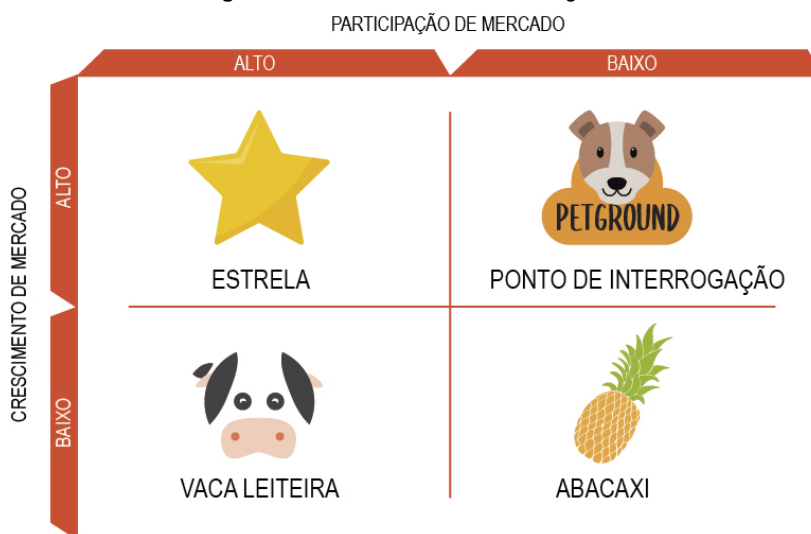 PARTICIPAÇÃO DE MERCADO
ALTO
BAIXO
CRESCIMENTO DE MERCADO
ALTO
PETGROUND
ESTRELA
PONTO DE INTERROGAÇÃO
BAIXO
VACA LEITEIRA
ABACAXI